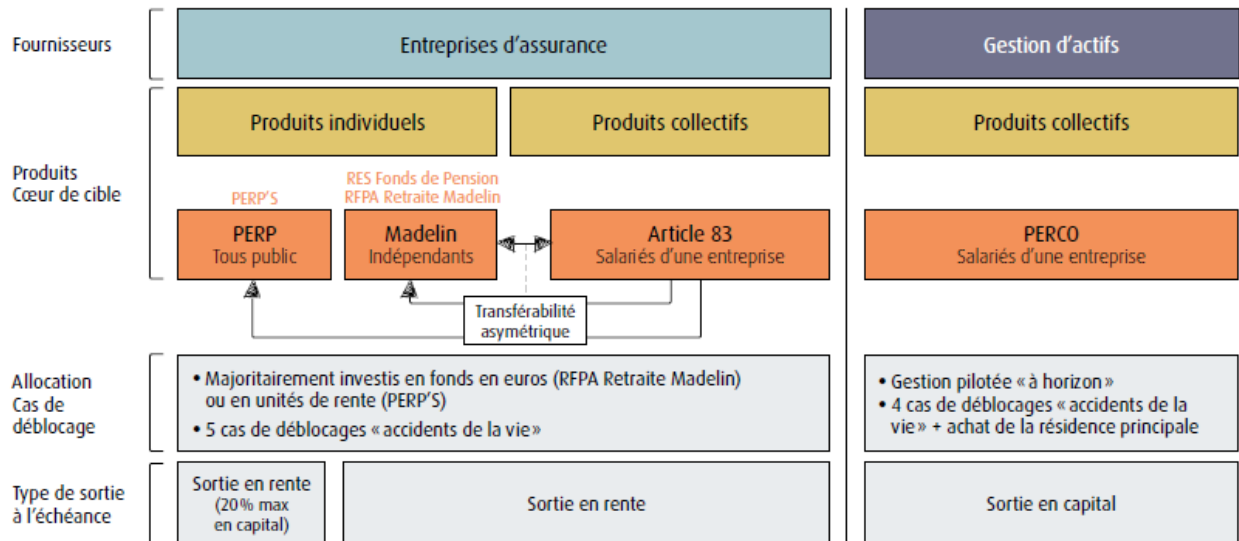 Fournisseurs
Entreprises d'assurance
Gestion d'actifs
Produits
Cœur de cible
Produits individuels
Produits collectifs
Produits collectifs
PERP'S
RES Fonds de Pension
RFPA Retraite Madelin
PERP
Tous public
Madelin
Indépendants
Article 83
Salariés d'une entreprise
PERCO
Salariés d'une entreprise
Transférabilité
asymétrique
Allocation
Cas de
déblocage
• Majoritairement investis en fonds en euros (RFPA Retraite Madelin)
ou en unités de rente (PERP'S)
• 5 cas de déblocages « accidents de la vie »
• Gestion pilotée « à horizon »
• 4 cas de déblocages « accidents de la
vie » + achat de la résidence principale
Type de sortie
à l'échéance
Sortie en rente
(20% max
en capital)
Sortie en rente
Sortie en capital